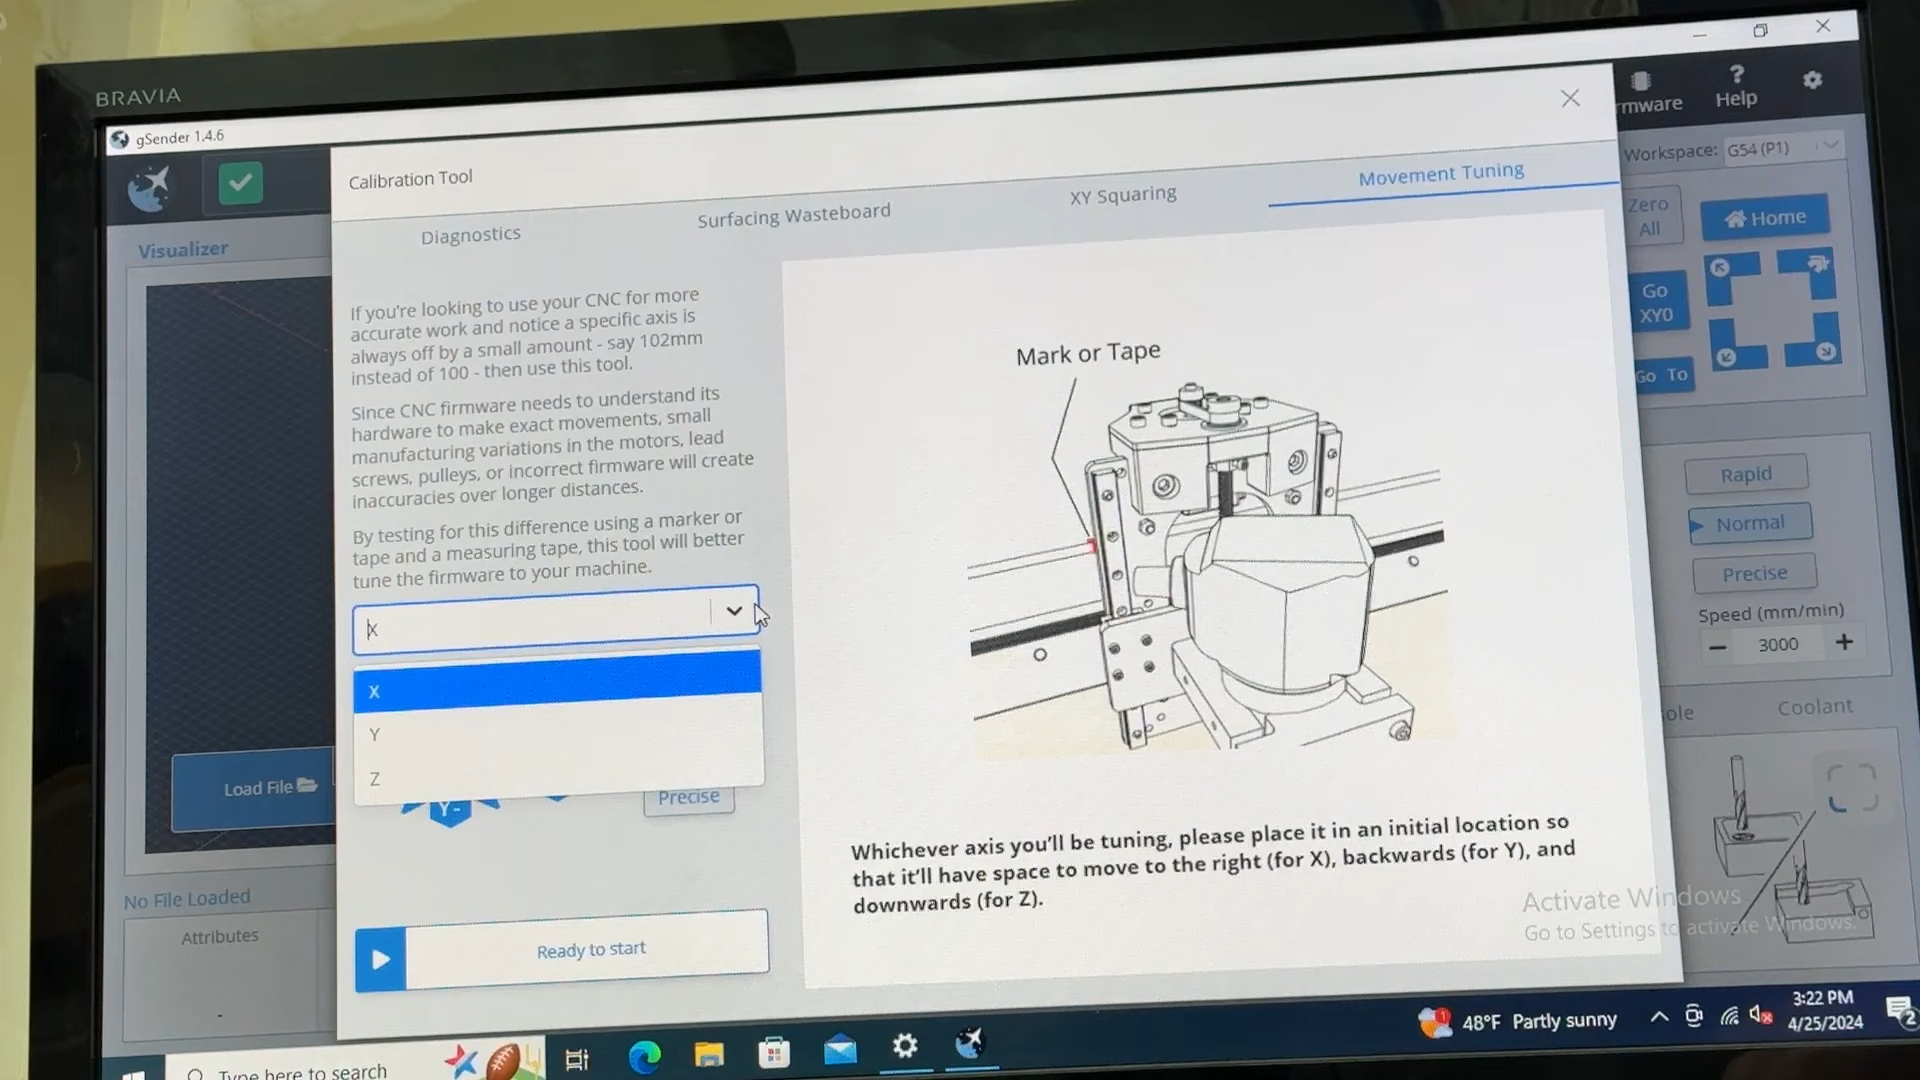 BRAVIA
gSender 1.4.6
Firmware
Help
Calibration Tool
Diagnostics
Surfacing Wasteboard
XY Squaring
Movement Tuning
Workspace:
G54 (P1)
Visualizer
Zero
All
Home
Go
XY0
Go To
If you're looking to use your CNC for more
accurate work and notice a specific axis is
always off by a small amount - say 102mm
instead of 100 - then use this tool.
Since CNC firmware needs to understand its
hardware to make exact movements, small
manufacturing variations in the motors, lead
screws, pulleys, or incorrect firmware will create
inaccuracies over longer distances.
By testing for this difference using a marker or
tape and a measuring tape, this tool will better
tune the firmware to your machine.
X
X
Y
Z
Y-
Precise
Ready to start
Mark or Tape
Whichever axis you'll be tuning, please place it in an initial location so
that it'll have space to move to the right (for X), backwards (for Y), and
downwards (for Z).
Rapid
Normal
Precise
Speed (mm/min)
− 3000 +
Coolant
Load File
No File Loaded
Attributes
-
Activate Windows
Go to Settings to activate Windows.
Type here to search
1
48°F Partly sunny
3:22 PM
4/25/2024
2